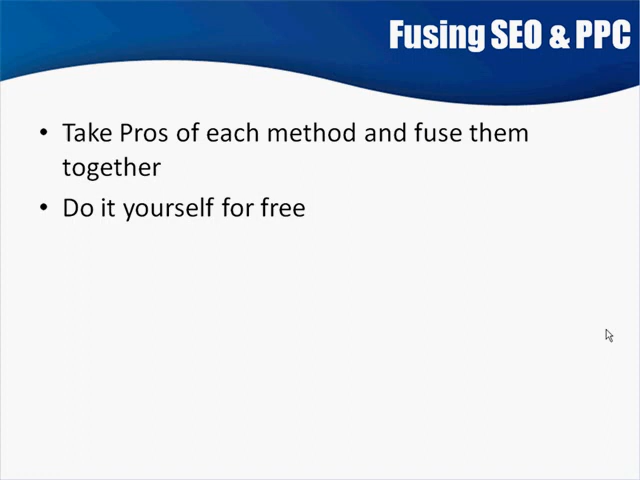 Fusing SEO & PPC
• Take Pros of each method and fuse them
together
• Do it yourself for free